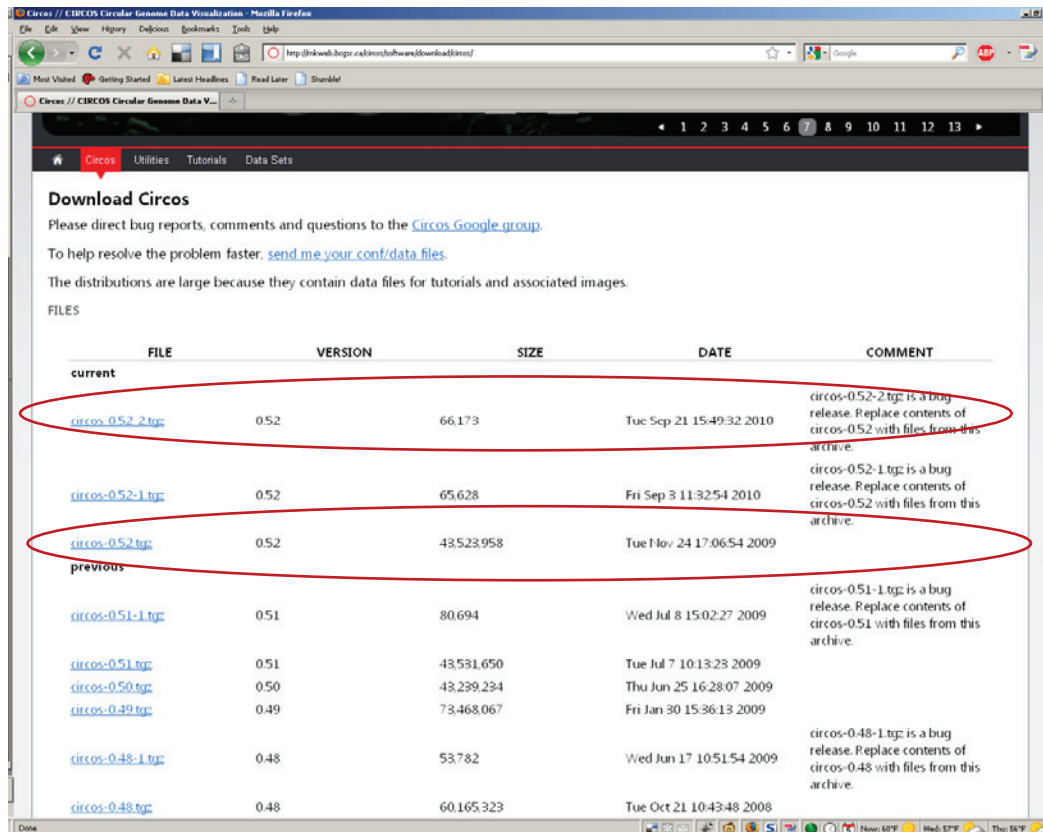 Circos // CIRCOS Circular Genome Data Visualization - Mozilla Firefox
File Edit View History Delicious Bookmarks Tools Help
http://mkweb.bcgsc.ca/circos/software/download/circos/
Google
ABP
Most Visited Getting Started Latest Headlines Read Later Stumble!
Circos // CIRCOS Circular Genome Data V...
1 2 3 4 5 6 7 8 9 10 11 12 13
Circos Utilities Tutorials Data Sets
Download Circos
Please direct bug reports, comments and questions to the Circos Google group.
To help resolve the problem faster, send me your conf/data files.
The distributions are large because they contain data files for tutorials and associated images.
FILES
FILE VERSION SIZE DATE COMMENT
current
circos-0.52-2.tgz 0.52 66,173 Tue Sep 21 15:49:32 2010 circos-0.52-2.tgz is a bug
release. Replace contents of
circos-0.52 with files from this
archive.
circos-0.52-1.tgz 0.52 65,628 Fri Sep 3 11:32:54 2010 circos-0.52-1.tgz is a bug
release. Replace contents of
circos-0.52 with files from this
archive.
circos-0.52.tgz 0.52 43,523,958 Tue Nov 24 17:06:54 2009
previous
circos-0.51-1.tgz 0.51 80,694 Wed Jul 8 15:02:27 2009 circos-0.51-1.tgz is a bug
release. Replace contents of
circos-0.51 with files from this
archive.
circos-0.51.tgz 0.51 43,531,650 Tue Jul 7 10:13:23 2009
circos-0.50.tgz 0.50 43,239,234 Thu Jun 25 16:28:07 2009
circos-0.49.tgz 0.49 73,468,067 Fri Jan 30 15:36:13 2009
circos-0.48-1.tgz 0.48 53,782 Wed Jun 17 10:51:54 2009 circos-0.48-1.tgz is a bug
release. Replace contents of
circos-0.48 with files from this
archive.
circos-0.48.tgz 0.48 60,165,323 Tue Oct 21 10:43:48 2008
Done Now: 60°F Wed: 57°F Thu: 56°F